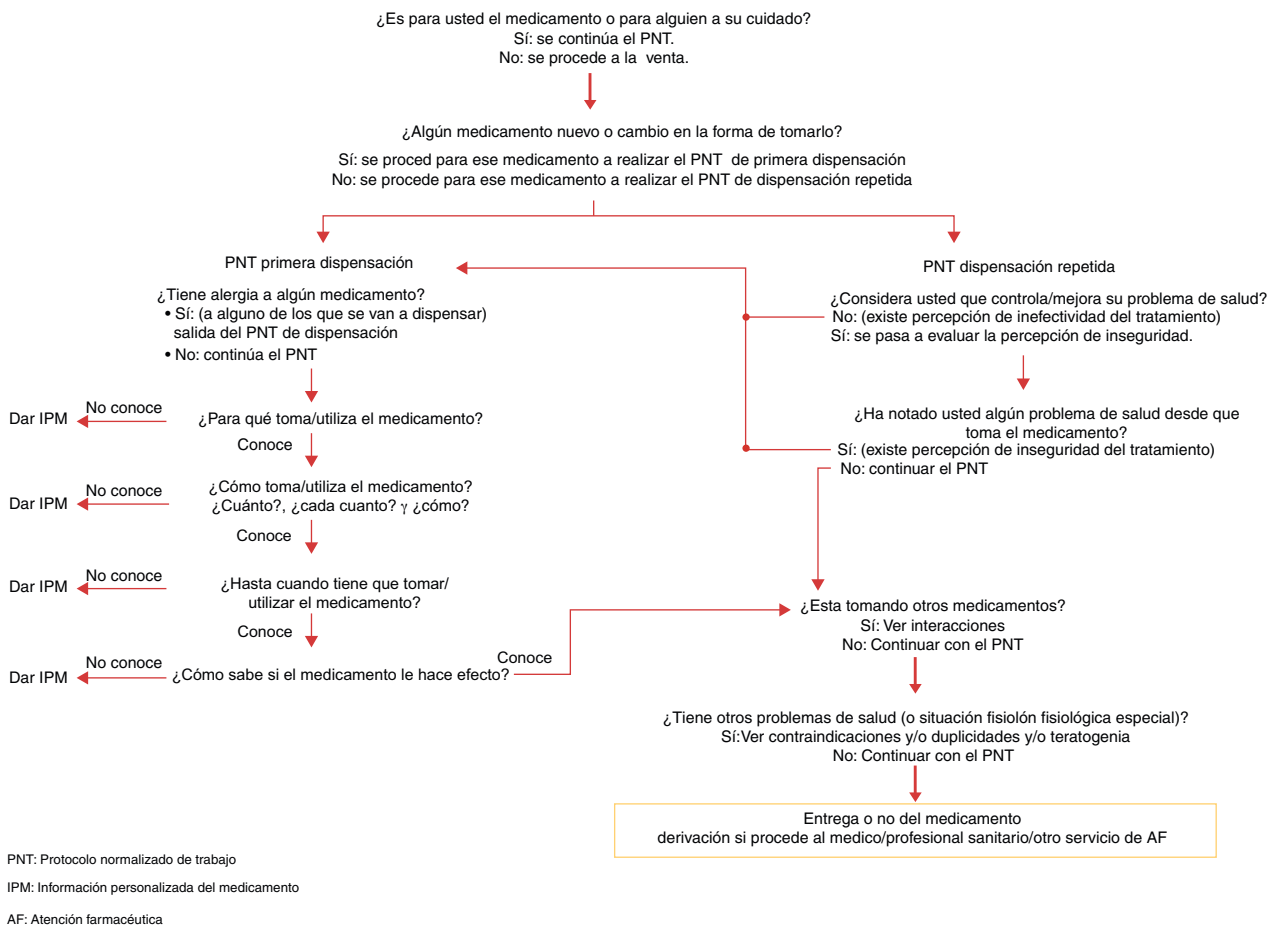 ¿Es para usted el medicamento o para alguien a su cuidado?
Sí: se continúa el PNT.
No: se procede a la venta.
¿Algún medicamento nuevo o cambio en la forma de tomarlo?
Sí: se proced para ese medicamento a realizar el PNT de primera dispensación
No: se procede para ese medicamento a realizar el PNT de dispensación repetida
PNT primera dispensación
¿Tiene alergia a algún medicamento?
• Sí: (a alguno de los que se van a dispensar)
salida del PNT de dispensación
• No: continúa el PNT
Dar IPM
No conoce
¿Para qué toma/utiliza el medicamento?
Conoce
Dar IPM
No conoce
¿Cómo toma/utiliza el medicamento?
¿Cuánto?, ¿cada cuanto? γ ¿cómo?
Conoce
Dar IPM
No conoce
¿Hasta cuando tiene que tomar/
utilizar el medicamento?
Conoce
Dar IPM
No conoce
¿Cómo sabe si el medicamento le hace efecto?
Conoce
PNT dispensación repetida
¿Considera usted que controla/mejora su problema de salud?
No: (existe percepción de inefectividad del tratamiento)
Sí: se pasa a evaluar la percepción de inseguridad.
¿Ha notado usted algún problema de salud desde que
toma el medicamento?
Sí: (existe percepción de inseguridad del tratamiento)
No: continuar el PNT
¿Esta tomando otros medicamentos?
Sí: Ver interacciones
No: Continuar con el PNT
¿Tiene otros problemas de salud (o situación fisiolón fisiológica especial)?
Sí:Ver contraindicaciones y/o duplicidades y/o teratogenia
No: Continuar con el PNT
Entrega o no del medicamento
derivación si procede al medico/profesional sanitario/otro servicio de AF
PNT: Protocolo normalizado de trabajo
IPM: Información personalizada del medicamento
AF: Atención farmacéutica